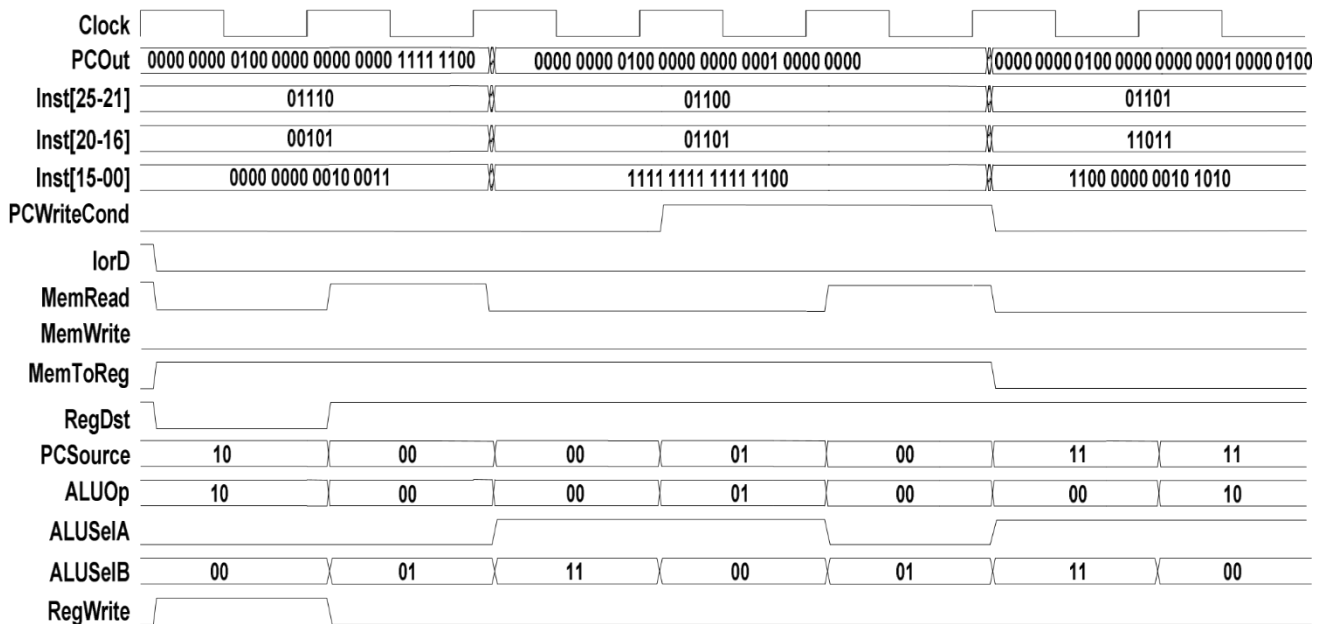 Clock
PCOut 0000 0000 0100 0000 0000 0000 1111 1100 0000 0000 0100 0000 0000 0001 0000 0000 0000 0000 0100 0000 0000 0001 0000 0100
Inst[25-21] 01110 01100 01101
Inst[20-16] 00101 01101 11011
Inst[15-00] 0000 0000 0010 0011 1111 1111 1111 1100 1100 0000 0010 1010
PCWriteCond
IorD
MemRead
MemWrite
MemToReg
RegDst
PCSource 10 00 00 01 00 11 11
ALUOp 10 00 00 01 00 00 10
ALUSelA
ALUSelB 00 01 11 00 01 11 00
RegWrite